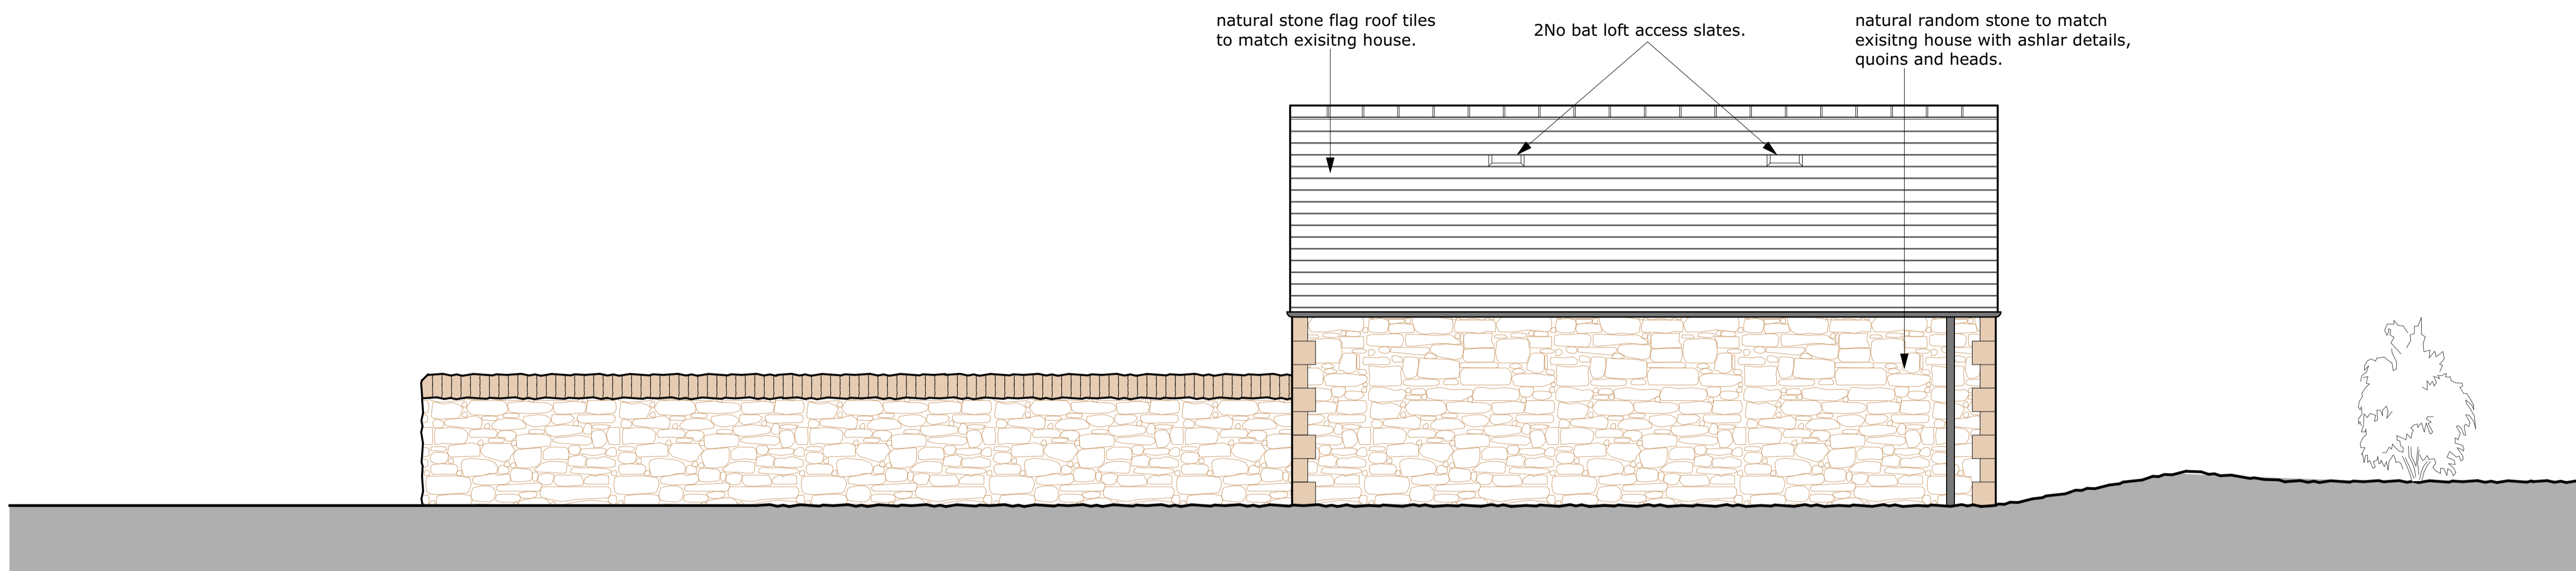 natural stone flag roof tiles
to match exisitng house.
2No bat loft access slates.
natural random stone to match
exisitng house with ashlar details,
quoins and heads.